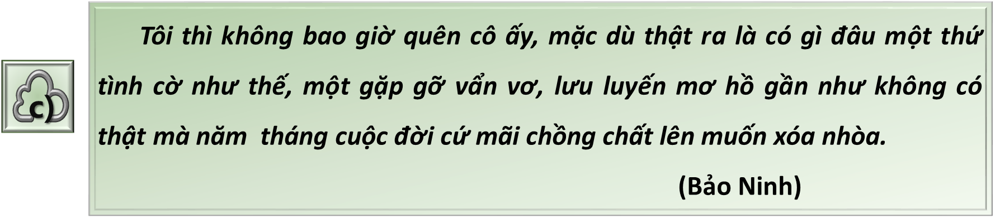 Tôi thì không bao giờ quên cô ấy, mặc dù thật ra là có gì đâu một thứ
c) tình cờ như thế, một gặp gỡ vẩn vơ, lưu luyến mơ hồ gần như không có
thật mà năm tháng cuộc đời cứ mãi chồng chất lên muốn xóa nhòa.
(Bảo Ninh)